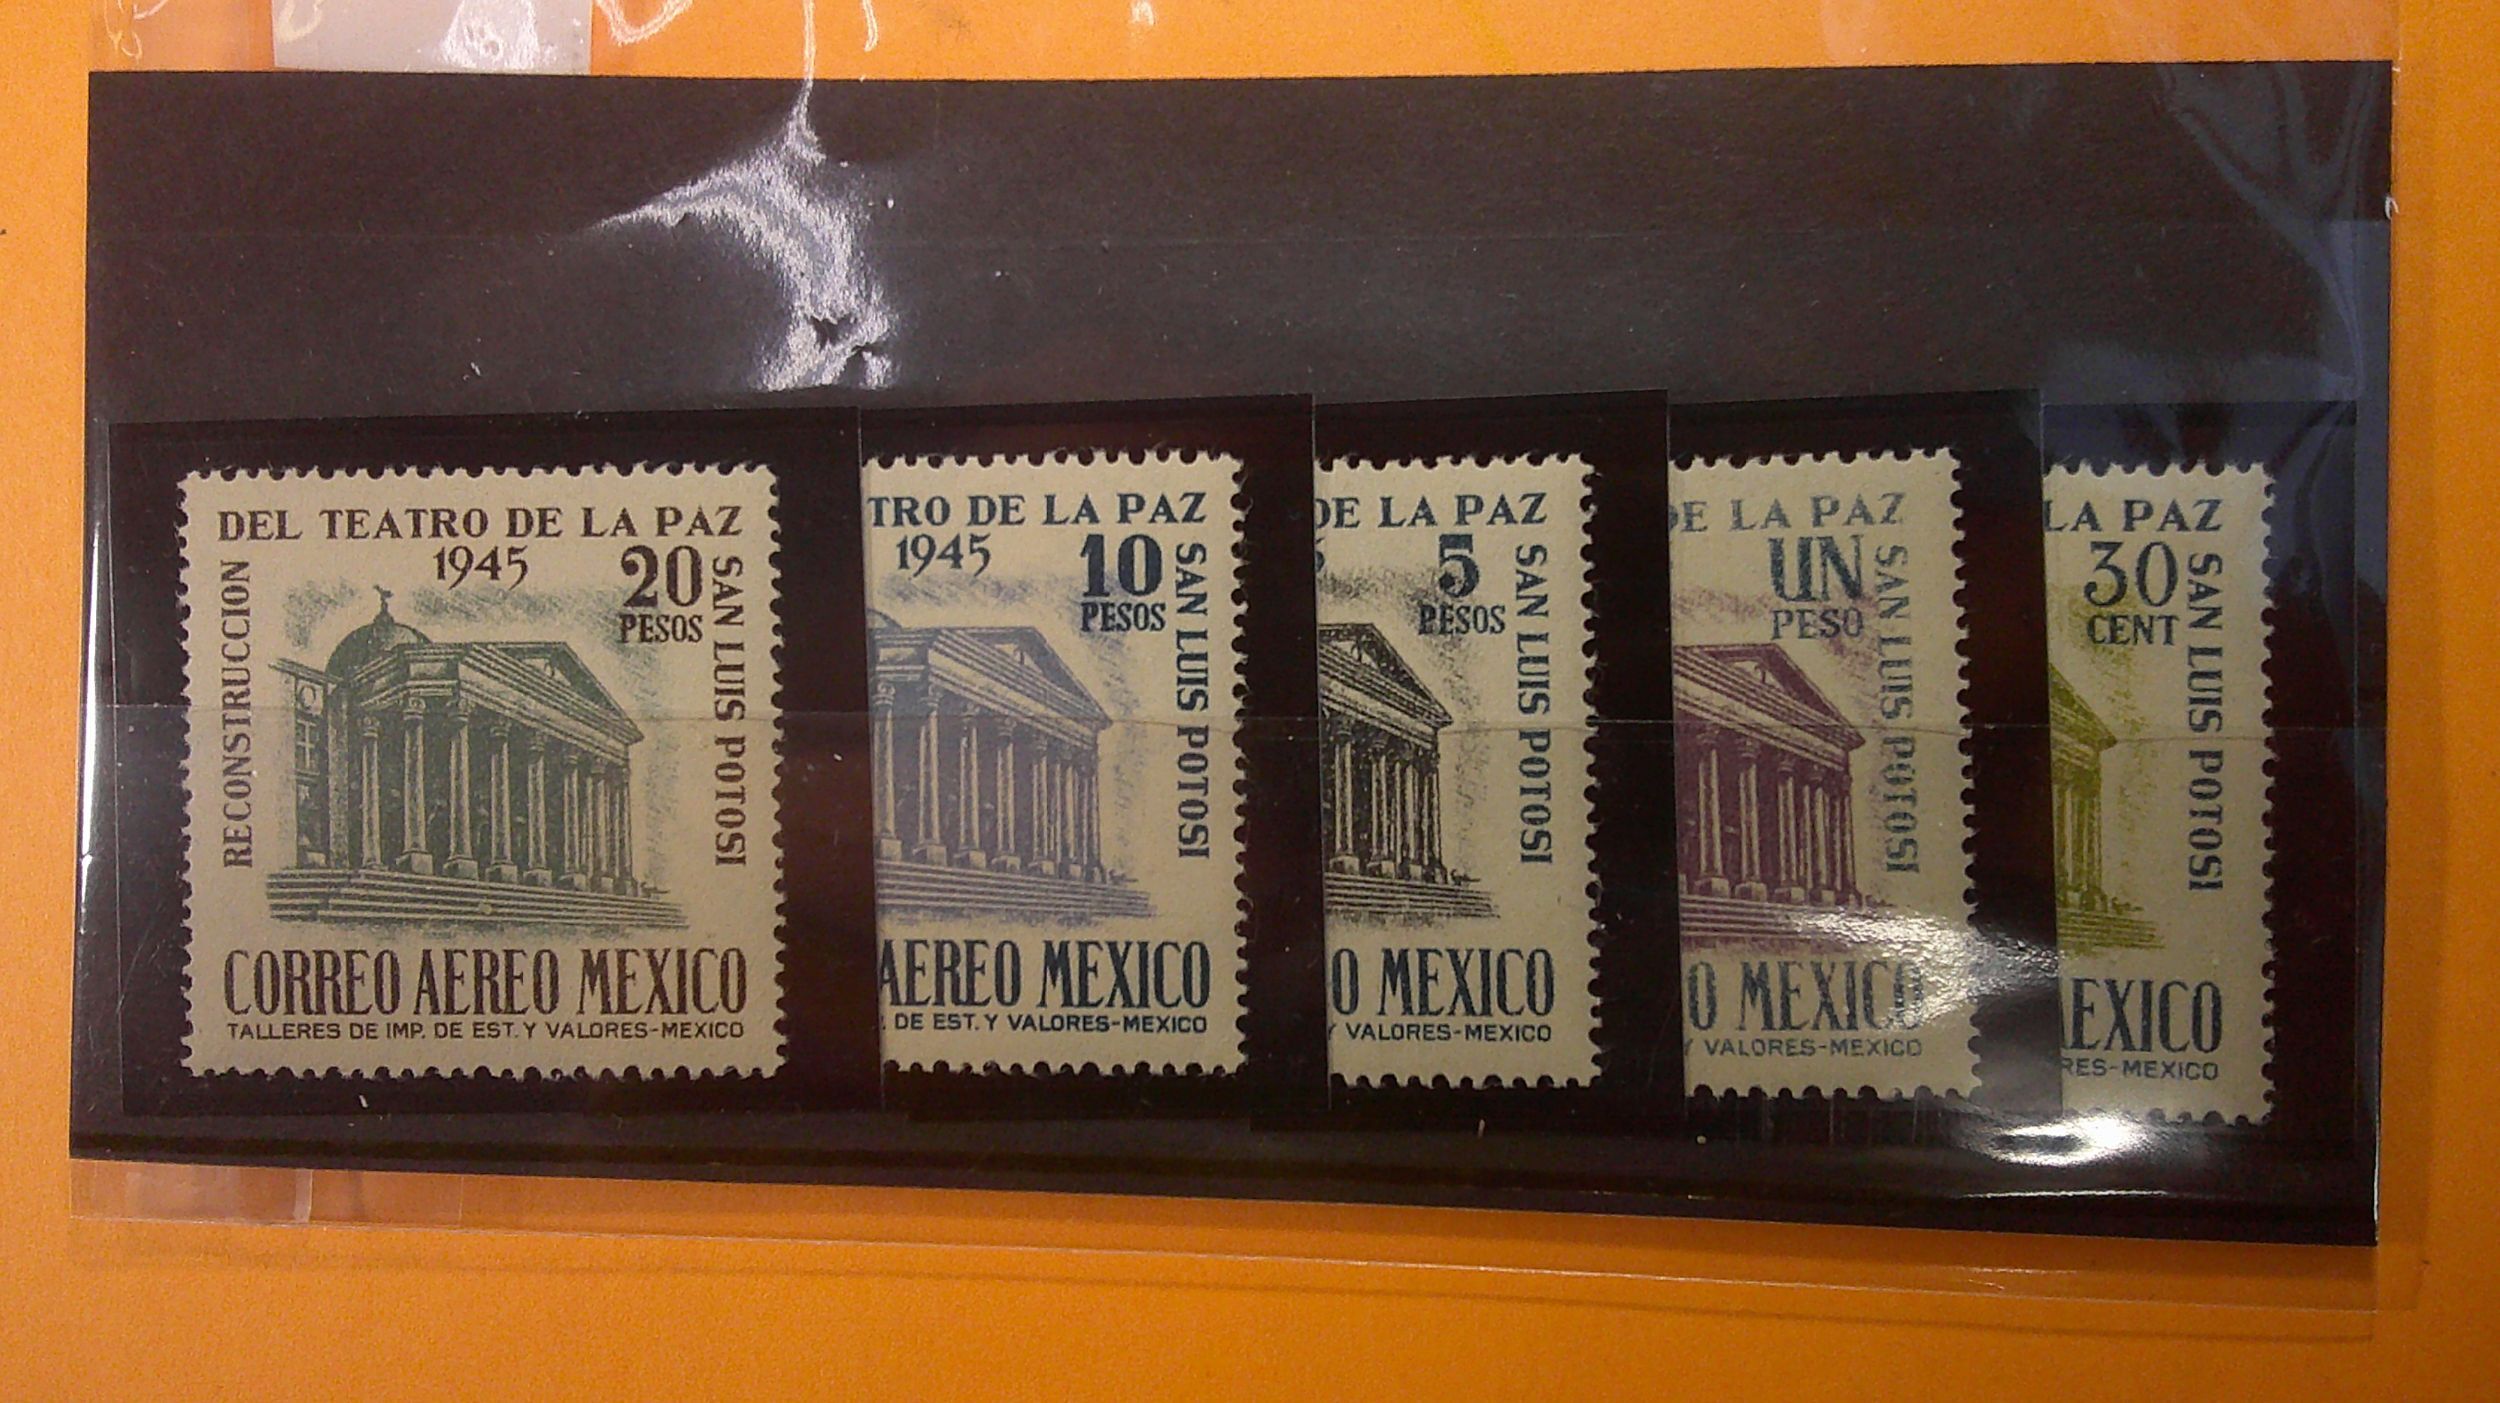 DEL TEATRO DE LA PAZ
1945
20
PESOS
RECONSTRUCCION
SAN LUIS POTOSI
CORREO AEREO MEXICO
TALLERES DE IMP. DE EST. Y VALORES-MEXICO
TRO DE LA PAZ
1945
10
PESOS
SAN LUIS POTOSI
AEREO MEXICO
. DE EST. Y VALORES-MEXICO
DE LA PAZ
5
PESOS
SAN LUIS POTOSI
O MEXICO
Y VALORES-MEXICO
DE LA PAZ
UN
PESO
SAN LUIS POTOSI
O MEXICO
Y VALORES-MEXICO
LA PAZ
30
CENT
SAN LUIS POTOSI
EXICO
RES-MEXICO